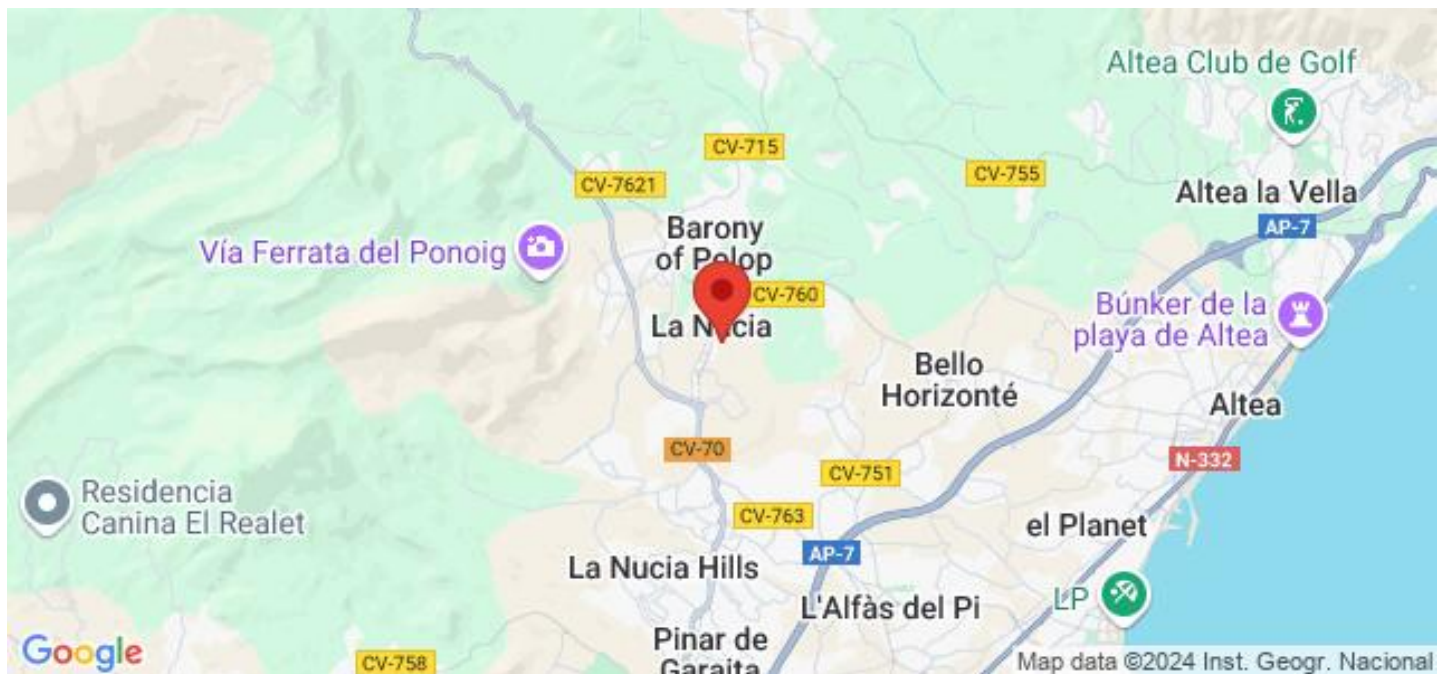 Altea Club de Golf
CV-715
CV-755
CV-7621
Altea la Vella
Barony
of Polop
AP-7
Vía Ferrata del Ponoig
CV-760
Búnker de la
playa de Altea
La Nucia
Bello
Horizonté
Altea
CV-70
N-332
CV-751
Residencia
Canina El Realet
CV-763
el Planet
AP-7
La Nucia Hills
LP
L'Alfàs del Pi
Pinar de
Garaita
Google
CV-758
Map data ©2024 Inst. Geogr. Nacional